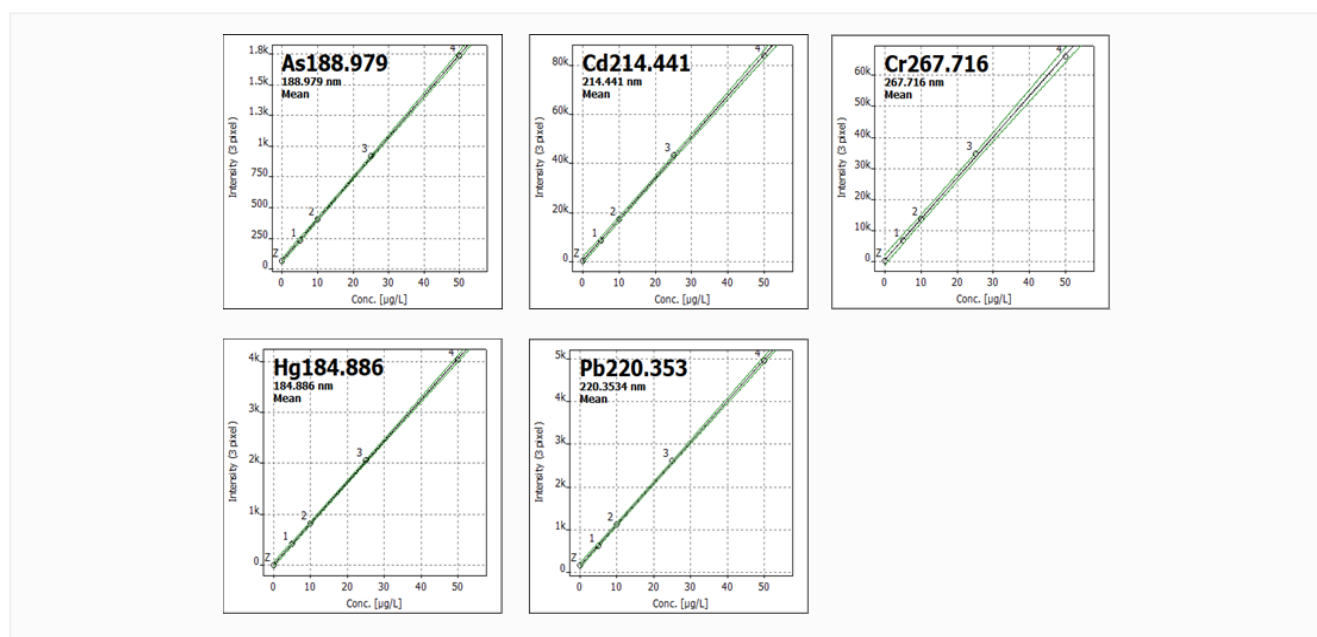 As188.979
188.979 nm
Mean
Intensity (3 pixel)
1.8k
1.5k
1.3k
1k
750
500
250
0
Z
1
2
3
4
0 10 20 30 40 50
Conc. [µg/L]
Cd214.441
214.441 nm
Mean
Intensity (3 pixel)
80k
60k
40k
20k
0
Z
1
2
3
4
0 10 20 30 40 50
Conc. [µg/L]
Cr267.716
267.716 nm
Mean
Intensity (3 pixel)
60k
50k
40k
30k
20k
10k
0
Z
1
2
3
4
0 10 20 30 40 50
Conc. [µg/L]
Hg184.886
184.886 nm
Mean
Intensity (3 pixel)
4k
3k
2k
1k
0
Z
1
2
3
4
0 10 20 30 40 50
Conc. [µg/L]
Pb220.353
220.3534 nm
Mean
Intensity (3 pixel)
5k
4k
3k
2k
1k
0
Z
1
2
3
4
0 10 20 30 40 50
Conc. [µg/L]